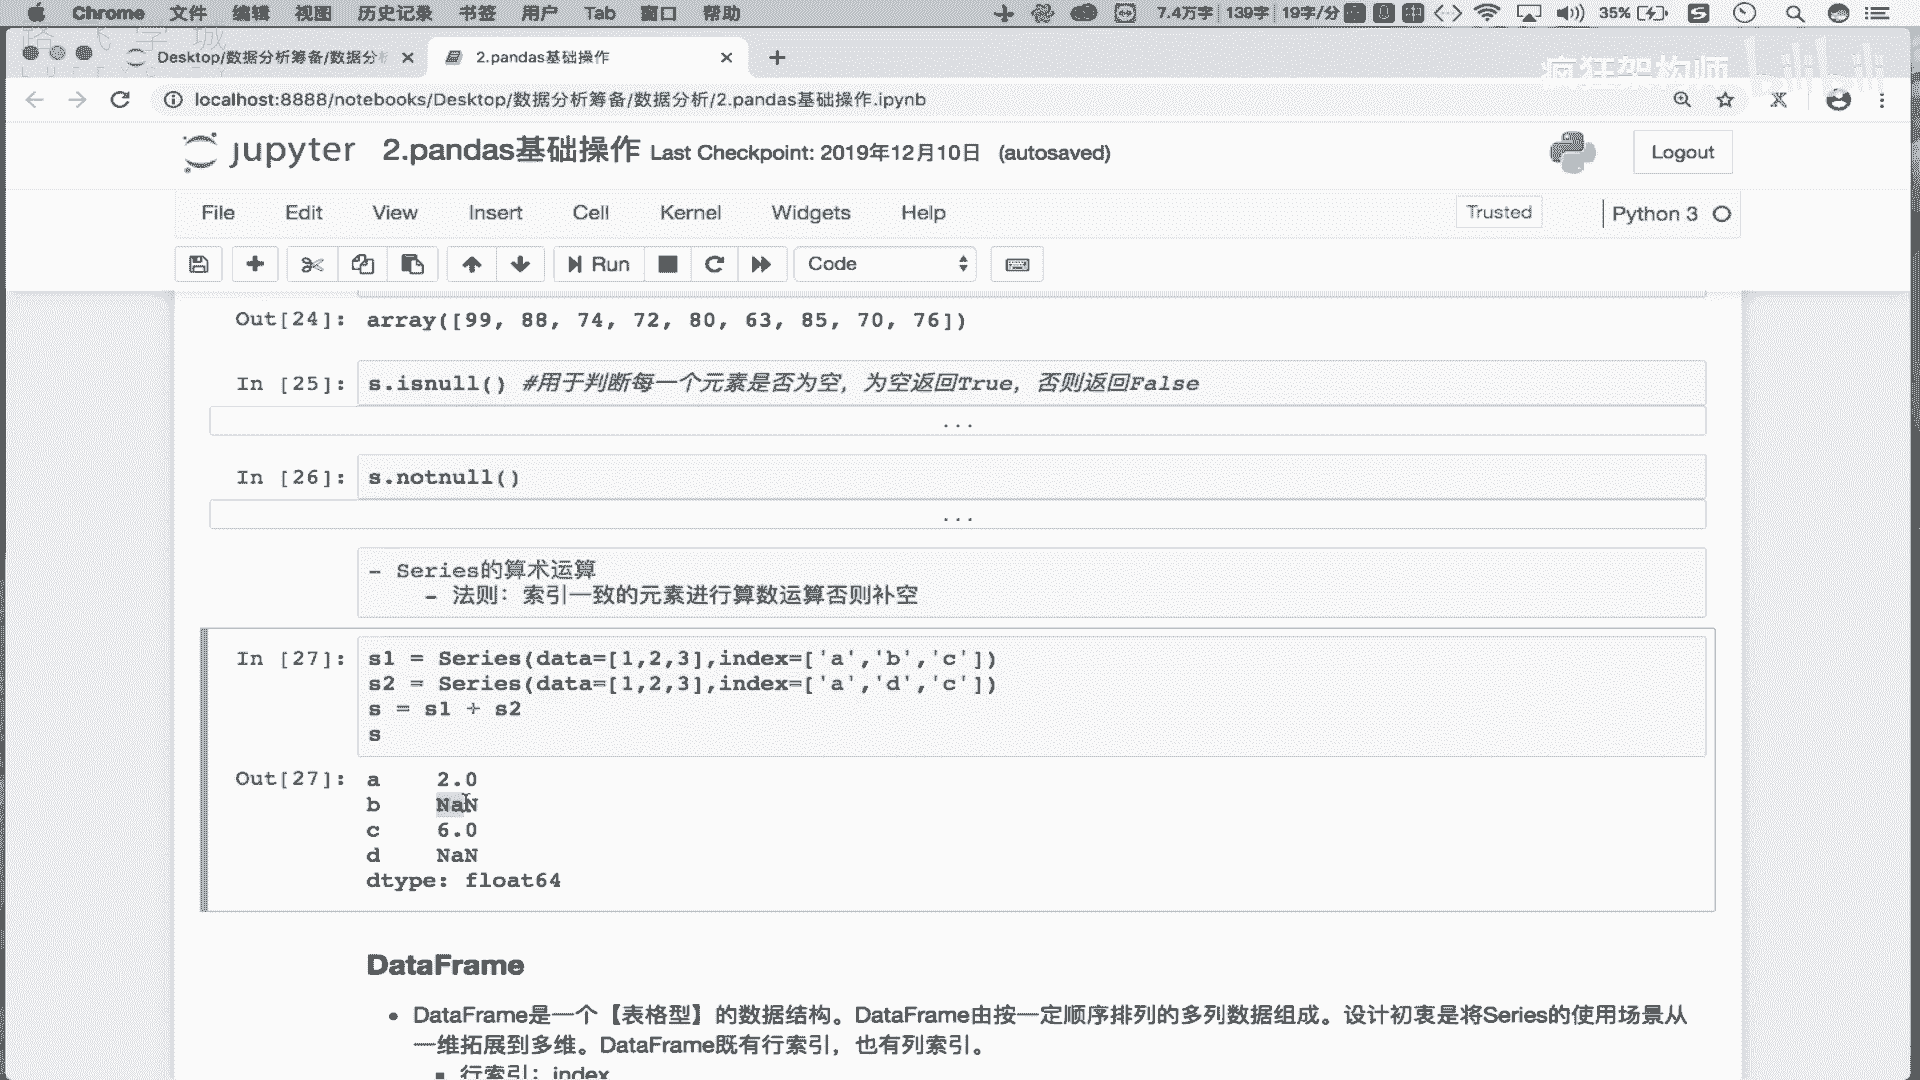 Chrome 文件 编辑 视图 历史记录 书签 用户 Tab 窗口 帮助 7.4万字 139字 19字/分 35%
路飞学城
Desktop/数据分析筹备/数据分析
2.pandas基础操作
疯狂架构师 bilibili
localhost:8888/notebooks/Desktop/数据分析筹备/数据分析/2.pandas基础操作.ipynb
jupyter 2.pandas基础操作 Last Checkpoint: 2019年12月10日 (autosaved)
Logout
File Edit View Insert Cell Kernel Widgets Help
Trusted Python 3
Run Code
Out[24]: array([99, 88, 74, 72, 80, 63, 85, 70, 76])
In [25]: s.isnull() #用于判断每一个元素是否为空，为空返回True，否则返回False
...
In [26]: s.notnull()
...
- Series的算术运算
- 法则：索引一致的元素进行算数运算否则补空
In [27]: s1 = Series(data=[1,2,3],index=['a','b','c'])
s2 = Series(data=[1,2,3],index=['a','d','c'])
s = s1 + s2
s
Out[27]: a 2.0
b NaN
c 6.0
d NaN
dtype: float64
DataFrame
DataFrame是一个【表格型】的数据结构。DataFrame由按一定顺序排列的多列数据组成。设计初衷是将Series的使用场景从
一维拓展到多维。DataFrame既有行索引，也有列索引。
行索引：index